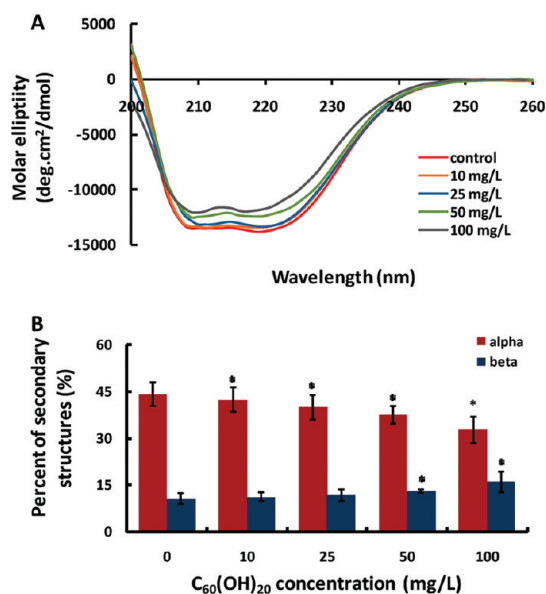 A
Molar elliptiity
(deg.cm²/dmol)
5000
0
-5000
-10000
-15000
200 210 220 230 240 250 260
control
10 mg/L
25 mg/L
50 mg/L
100 mg/L
Wavelength (nm)
B
Percent of secondary
structures (%)
60
45
30
15
0
alpha
beta
* * * * * *
0 10 25 50 100
C₆₀(OH)₂₀ concentration (mg/L)